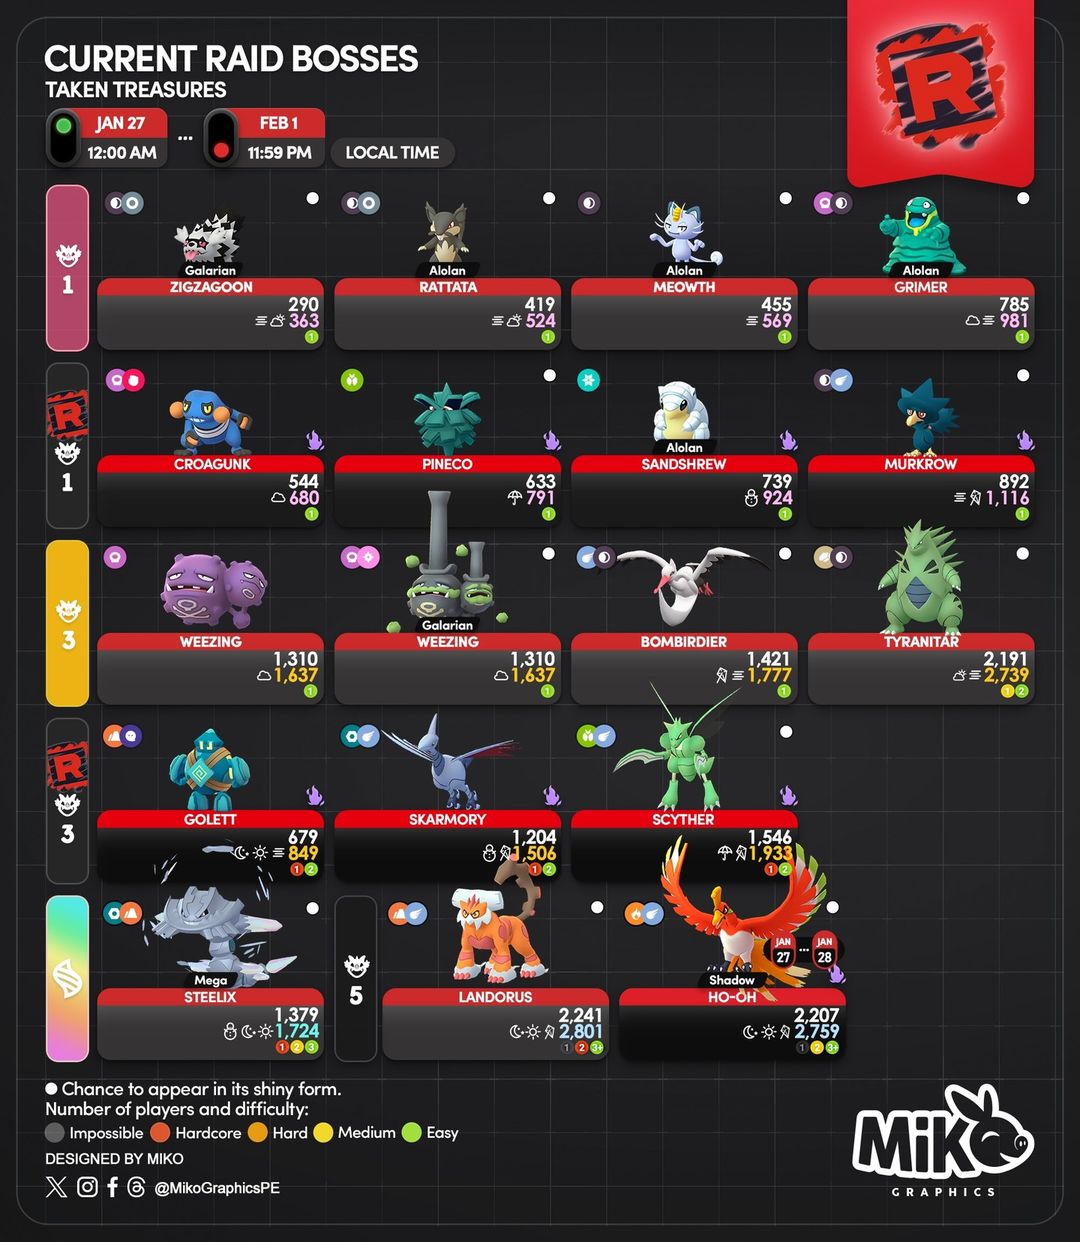 CURRENT RAID BOSSES
TAKEN TREASURES
R
JAN 27 ... FEB 1
12:00 AM 11:59 PM LOCAL TIME
1
Galarian Alolan Alolan Alolan
ZIGZAGOON RATTATA MEOWTH GRIMER
290 419 455 785
363 524 569 981
1 1 1 1
R
1
Alolan
CROAGUNK PINECO SANDSHREW MURKROW
544 633 739 892
680 791 924 1,116
1 1 1 1
3
Galarian
WEEZING WEEZING BOMBIRDIER TYRANITAR
1,310 1,310 1,421 2,191
1,637 1,637 1,777 2,739
1 1 1 1 2
R
3
GOLETT SKARMORY SCYTHER
679 1,204 1,546
849 1,506 1,933
1 2 1 2 1 2
5
JAN 27 ... JAN 28
Mega Shadow
STEELIX LANDORUS HO-OH
1,379 2,241 2,207
1,724 2,801 2,759
1 2 3 1 2 3+ 1 2 3+
Chance to appear in its shiny form.
Number of players and difficulty:
Impossible Hardcore Hard Medium Easy
DESIGNED BY MIKO
@MikoGraphicsPE
MiKO
GRAPHICS